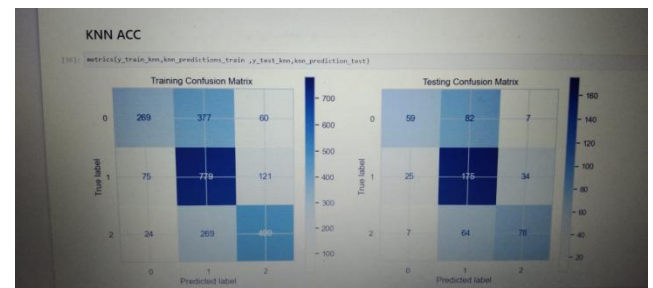 KNN ACC
metrics(y_train_knn,knn_predictions_train ,y_test_knn,knn_prediction_test)
Training Confusion Matrix
Testing Confusion Matrix
True label
0
269 377 60
1
75 779 121
2
24 269
0 1 2
Predicted label
700
600
500
400
300
200
100
True label
0
59 82 7
1
25 175 34
2
7 64
0 1 2
Predicted label
160
140
120
100
80
60
40
20